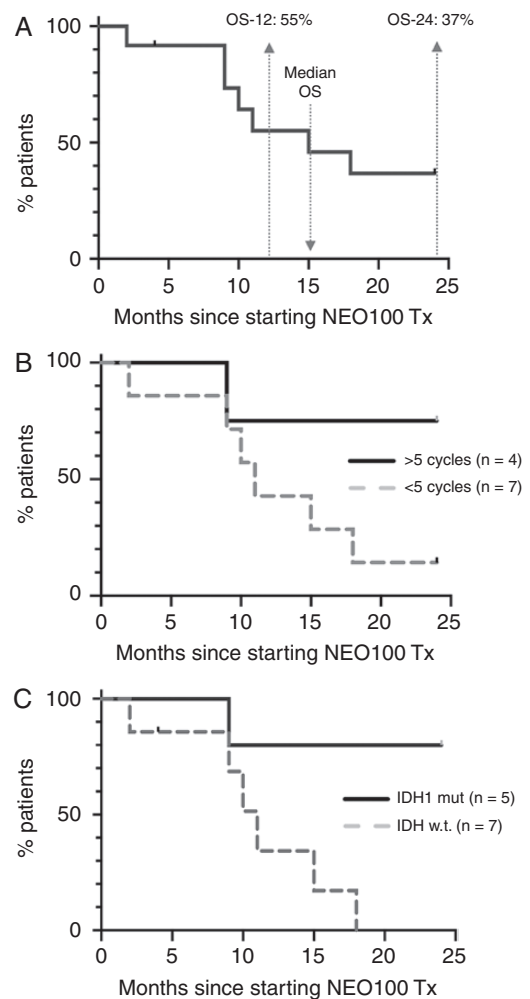 A
OS-12: 55%
OS-24: 37%
Median
OS
100
50
0
% patients
0 5 10 15 20 25
Months since starting NEO100 Tx
B
100
50
0
% patients
>5 cycles (n = 4)
<5 cycles (n = 7)
0 5 10 15 20 25
Months since starting NEO100 Tx
C
100
50
0
% patients
IDH1 mut (n = 5)
IDH w.t. (n = 7)
0 5 10 15 20 25
Months since starting NEO100 Tx